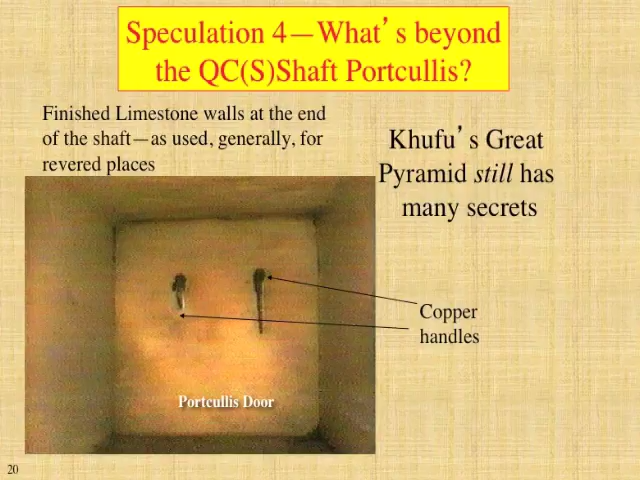 Speculation 4—What’s beyond
the QC(S)Shaft Portcullis?
Finished Limestone walls at the end
of the shaft—as used, generally, for
revered places
Khufu’s Great
Pyramid still has
many secrets
Copper
handles
Portcullis Door
20